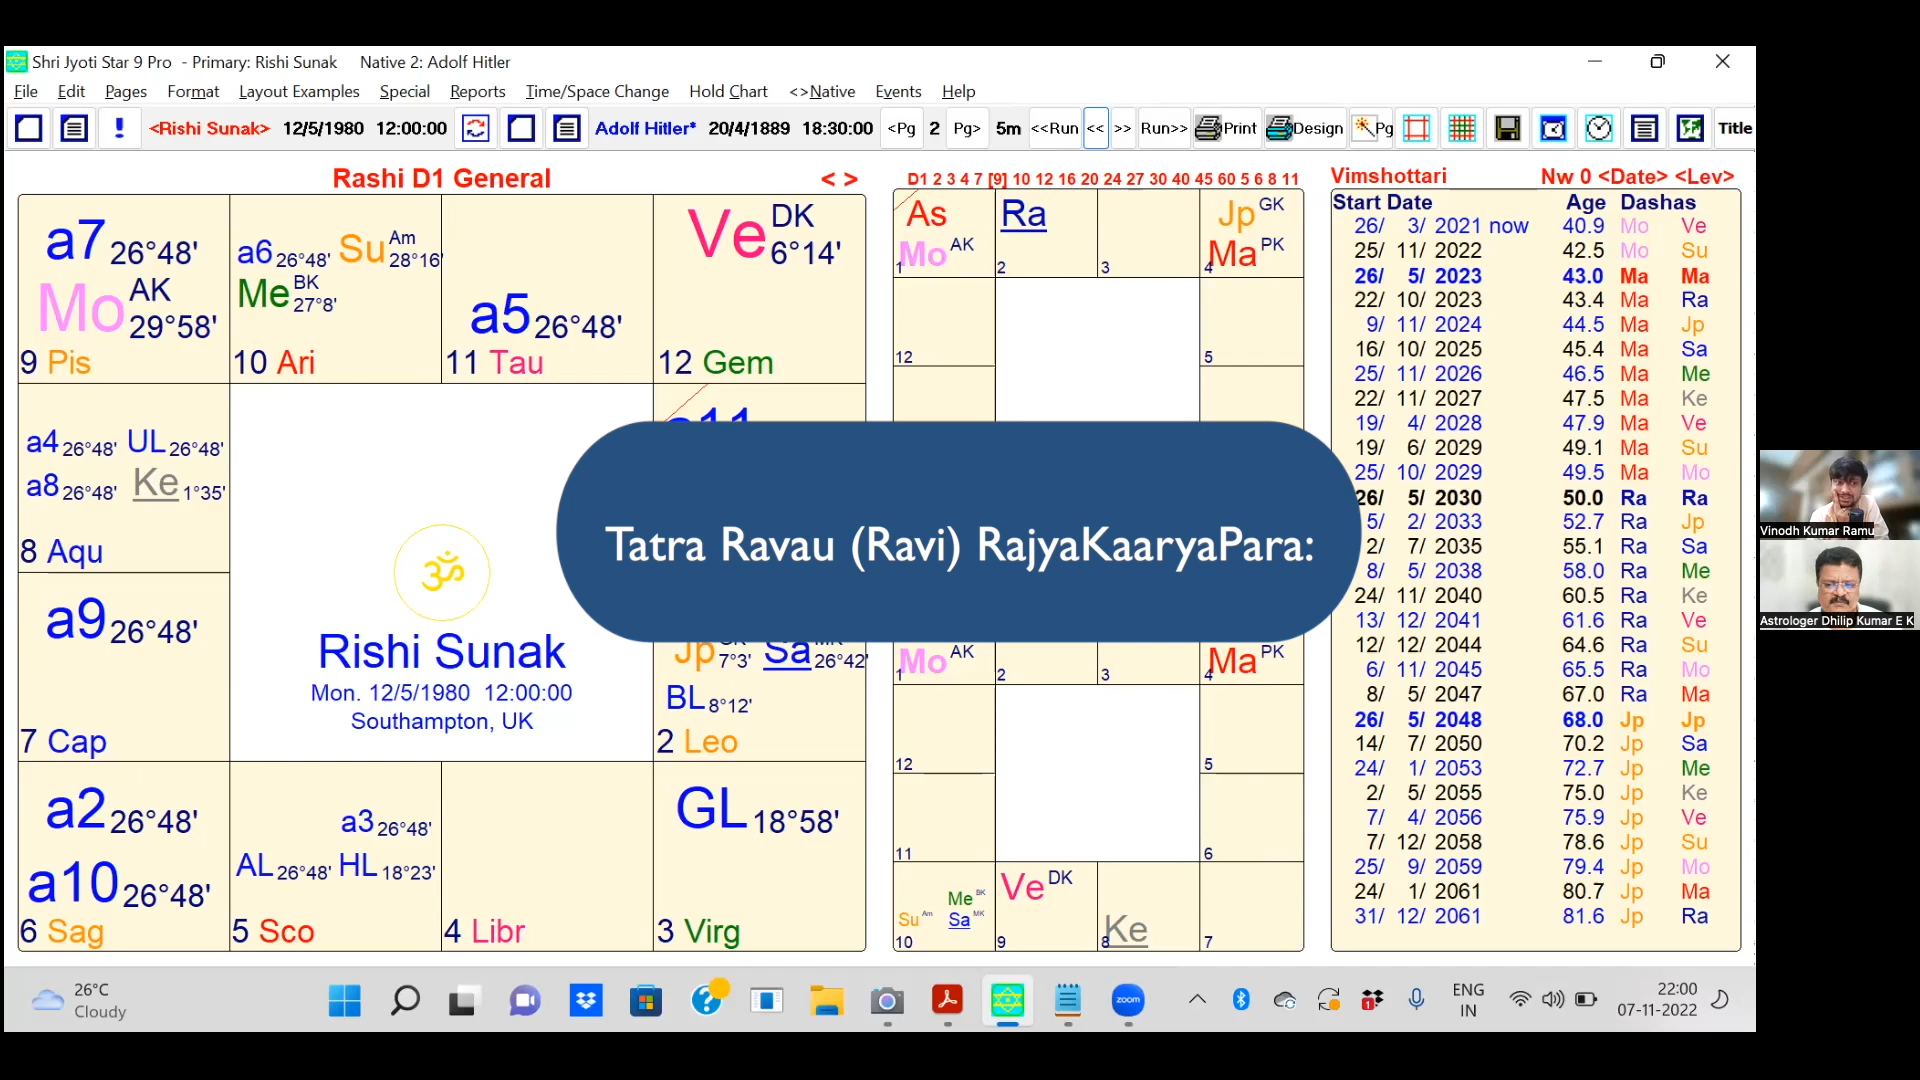 Shri Jyoti Star 9 Pro - Primary: Rishi Sunak Native 2: Adolf Hitler
File Edit Pages Format Layout Examples Special Reports Time/Space Change Hold Chart <>Native Events Help
! <Rishi Sunak> 12/5/1980 12:00:00 Adolf Hitler* 20/4/1889 18:30:00 <Pg 2 Pg> 5m <<Run << >> Run>> Print Design Pg Title
Rashi D1 General < >
a7 26°48'
Mo AK 29°58'
9 Pis
a6 26°48' Su Am 28°16'
Me BK 27°8'
10 Ari
a5 26°48'
11 Tau
Ve DK 6°14'
12 Gem
a4 26°48' UL 26°48'
a8 26°48' Ke 1°35'
8 Aqu
a11
ॐ
Rishi Sunak
Mon. 12/5/1980 12:00:00
Southampton, UK
a9 26°48'
7 Cap
Jp 7°3' Sa 26°42'
BL 8°12'
2 Leo
a2 26°48'
a10 26°48'
6 Sag
a3 26°48'
AL 26°48' HL 18°23'
5 Sco
4 Libr
GL 18°58'
3 Virg
Tatra Ravau (Ravi) RajyaKaaryaPara:
D1 2 3 4 7 [9] 10 12 16 20 24 27 30 40 45 60 5 6 8 11
As
Mo AK
1
Ra
2
3
Jp GK
Ma PK
4
12
5
Mo AK
1
2
3
Ma PK
4
12
5
11
6
Me BK
Su Am Sa MK
10
Ve DK
9
Ke
8
7
Vimshottari Nw 0 <Date> <Lev>
Start Date Age Dashas
26/ 3/ 2021 now 40.9 Mo Ve
25/ 11/ 2022 42.5 Mo Su
26/ 5/ 2023 43.0 Ma Ma
22/ 10/ 2023 43.4 Ma Ra
9/ 11/ 2024 44.5 Ma Jp
16/ 10/ 2025 45.4 Ma Sa
25/ 11/ 2026 46.5 Ma Me
22/ 11/ 2027 47.5 Ma Ke
19/ 4/ 2028 47.9 Ma Ve
19/ 6/ 2029 49.1 Ma Su
25/ 10/ 2029 49.5 Ma Mo
26/ 5/ 2030 50.0 Ra Ra
5/ 2/ 2033 52.7 Ra Jp
2/ 7/ 2035 55.1 Ra Sa
8/ 5/ 2038 58.0 Ra Me
24/ 11/ 2040 60.5 Ra Ke
13/ 12/ 2041 61.6 Ra Ve
12/ 12/ 2044 64.6 Ra Su
6/ 11/ 2045 65.5 Ra Mo
8/ 5/ 2047 67.0 Ra Ma
26/ 5/ 2048 68.0 Jp Jp
14/ 7/ 2050 70.2 Jp Sa
24/ 1/ 2053 72.7 Jp Me
2/ 5/ 2055 75.0 Jp Ke
7/ 4/ 2056 75.9 Jp Ve
7/ 12/ 2058 78.6 Jp Su
25/ 9/ 2059 79.4 Jp Mo
24/ 1/ 2061 80.7 Jp Ma
31/ 12/ 2061 81.6 Jp Ra
Vinodh Kumar Ramu
Astrologer Dhilip Kumar E K
26°C
Cloudy
zoom
1
ENG
IN
22:00
07-11-2022